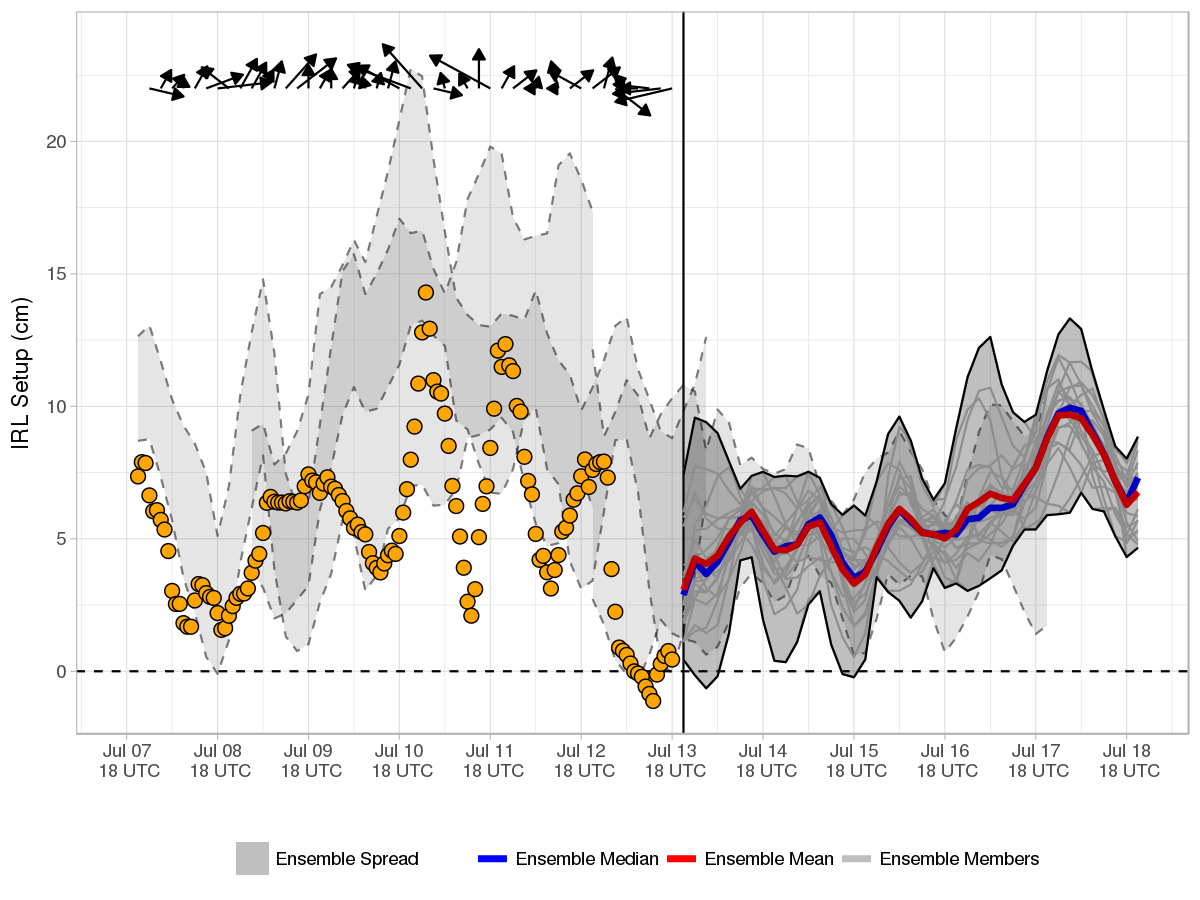 IRL Setup (cm)
20
15
10
5
0
Jul 07 Jul 08 Jul 09 Jul 10 Jul 11 Jul 12 Jul 13 Jul 14 Jul 15 Jul 16 Jul 17 Jul 18
18 UTC 18 UTC 18 UTC 18 UTC 18 UTC 18 UTC 18 UTC 18 UTC 18 UTC 18 UTC 18 UTC 18 UTC
Ensemble Spread Ensemble Median Ensemble Mean Ensemble Members